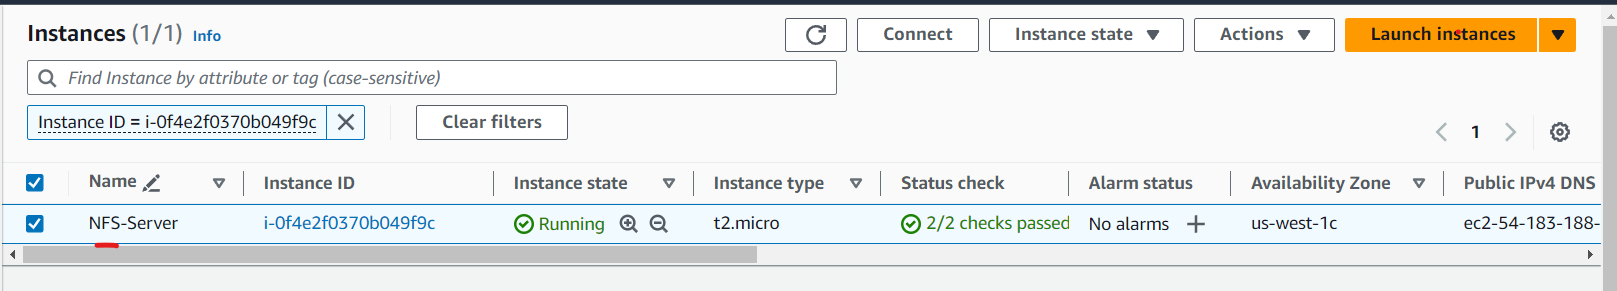 Instances (1/1) Info
Connect
Instance state
Actions
Launch instances
Find Instance by attribute or tag (case-sensitive)
Instance ID = i-0f4e2f0370b049f9c
Clear filters
1
Name Instance ID Instance state Instance type Status check Alarm status Availability Zone Public IPv4 DNS
NFS-Server i-0f4e2f0370b049f9c Running t2.micro 2/2 checks passed No alarms us-west-1c ec2-54-183-188-